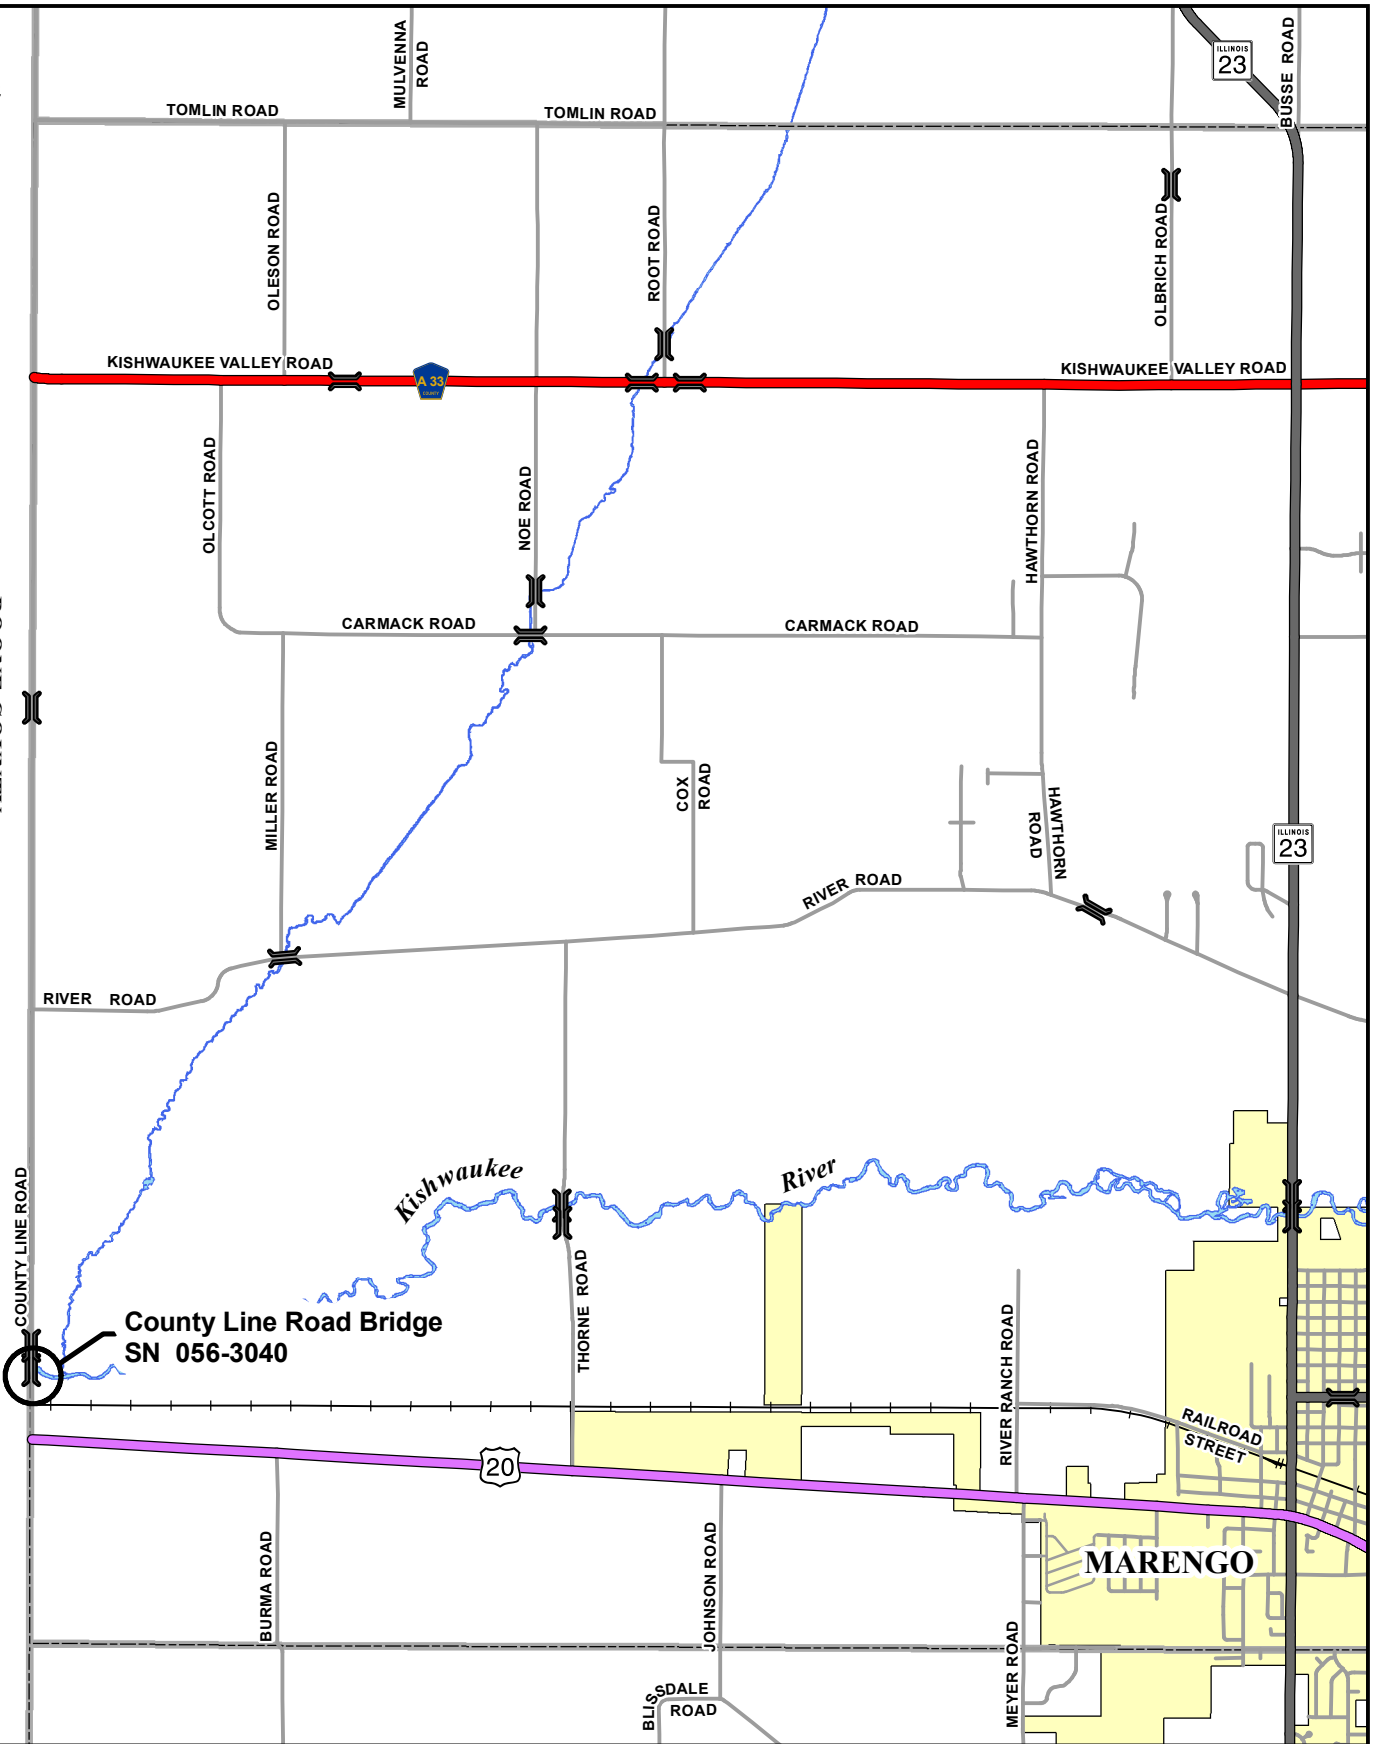 MULVENNA
ROAD
ILLINOIS
23
BUSSE ROAD
TOMLIN ROAD
TOMLIN ROAD
OLESON ROAD
ROOT ROAD
OLBRICH ROAD
KISHWAUKEE VALLEY ROAD
A 33
COUNTY
KISHWAUKEE VALLEY ROAD
OLCOTT ROAD
NOE ROAD
HAWTHORN ROAD
CARMACK ROAD
CARMACK ROAD
MILLER ROAD
COX
ROAD
HAWTHORN
ROAD
ILLINOIS
23
RIVER ROAD
RIVER ROAD
COUNTY LINE ROAD
Kishwaukee
River
THORNE ROAD
County Line Road Bridge
SN 056-3040
RIVER RANCH ROAD
RAILROAD
STREET
20
BURMA ROAD
JOHNSON ROAD
MARENGO
MEYER ROAD
BLISSDALE
ROAD